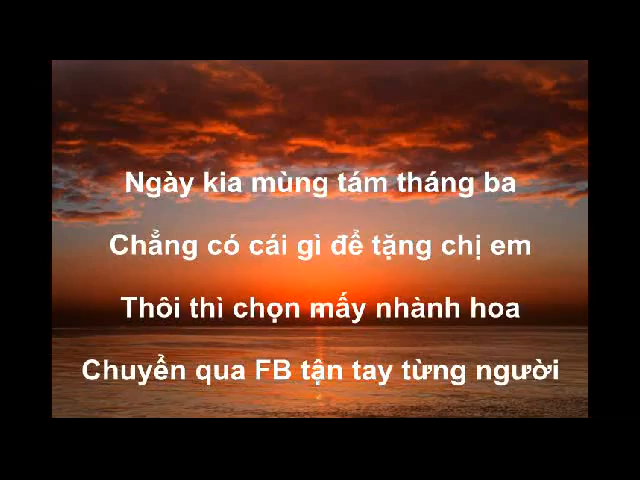 Ngày kia mùng tám tháng ba
Chẳng có cái gì để tặng chị em
Thôi thì chọn mấy nhành hoa
Chuyển qua FB tận tay từng người